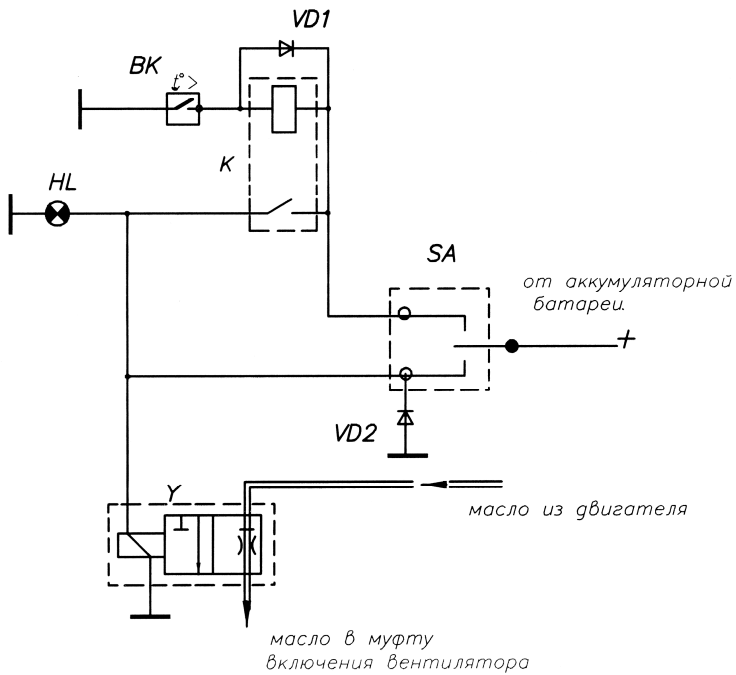 VD1
BK
t°>
K
HL
SA
от аккумуляторной
батареи.
+
VD2
Y
масло из двигателя
масло в муфту
включения вентилятора